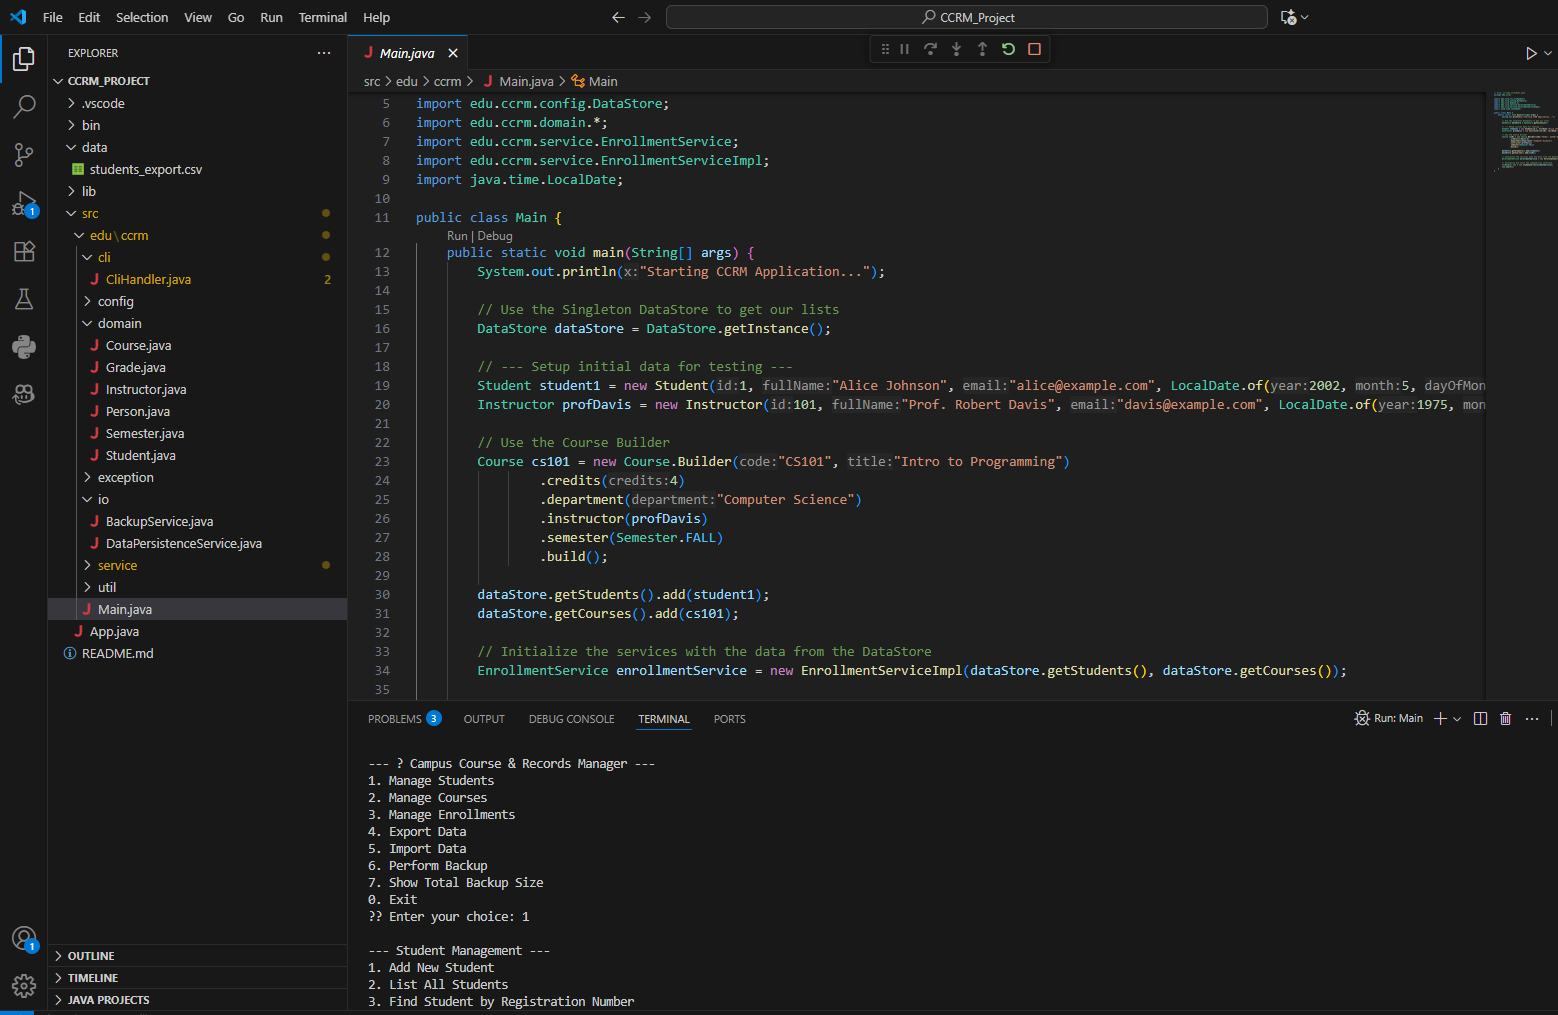 File Edit Selection View Go Run Terminal Help
CCRM_Project
EXPLORER
CCRM_PROJECT
.vscode
bin
data
students_export.csv
lib
src
edu\ccrm
cli
CliHandler.java 2
config
domain
Course.java
Grade.java
Instructor.java
Person.java
Semester.java
Student.java
exception
io
BackupService.java
DataPersistenceService.java
service
util
Main.java
App.java
README.md
OUTLINE
TIMELINE
JAVA PROJECTS
1
1
Main.java
src > edu > ccrm > Main.java > Main
5 import edu.ccrm.config.DataStore;
6 import edu.ccrm.domain.*;
7 import edu.ccrm.service.EnrollmentService;
8 import edu.ccrm.service.EnrollmentServiceImpl;
9 import java.time.LocalDate;
10
11 public class Main {
Run | Debug
12 public static void main(String[] args) {
13 System.out.println(x:"Starting CCRM Application...");
14
15 // Use the Singleton DataStore to get our lists
16 DataStore dataStore = DataStore.getInstance();
17
18 // --- Setup initial data for testing ---
19 Student student1 = new Student(id:1, fullName:"Alice Johnson", email:"alice@example.com", LocalDate.of(year:2002, month:5, dayOfMon
20 Instructor profDavis = new Instructor(id:101, fullName:"Prof. Robert Davis", email:"davis@example.com", LocalDate.of(year:1975, mon
21
22 // Use the Course Builder
23 Course cs101 = new Course.Builder(code:"CS101", title:"Intro to Programming")
24 .credits(credits:4)
25 .department(department:"Computer Science")
26 .instructor(profDavis)
27 .semester(Semester.FALL)
28 .build();
29
30 dataStore.getStudents().add(student1);
31 dataStore.getCourses().add(cs101);
32
33 // Initialize the services with the data from the DataStore
34 EnrollmentService enrollmentService = new EnrollmentServiceImpl(dataStore.getStudents(), dataStore.getCourses());
35
PROBLEMS 3 OUTPUT DEBUG CONSOLE TERMINAL PORTS
Run: Main
--- ? Campus Course & Records Manager ---
1. Manage Students
2. Manage Courses
3. Manage Enrollments
4. Export Data
5. Import Data
6. Perform Backup
7. Show Total Backup Size
0. Exit
?? Enter your choice: 1
--- Student Management ---
1. Add New Student
2. List All Students
3. Find Student by Registration Number